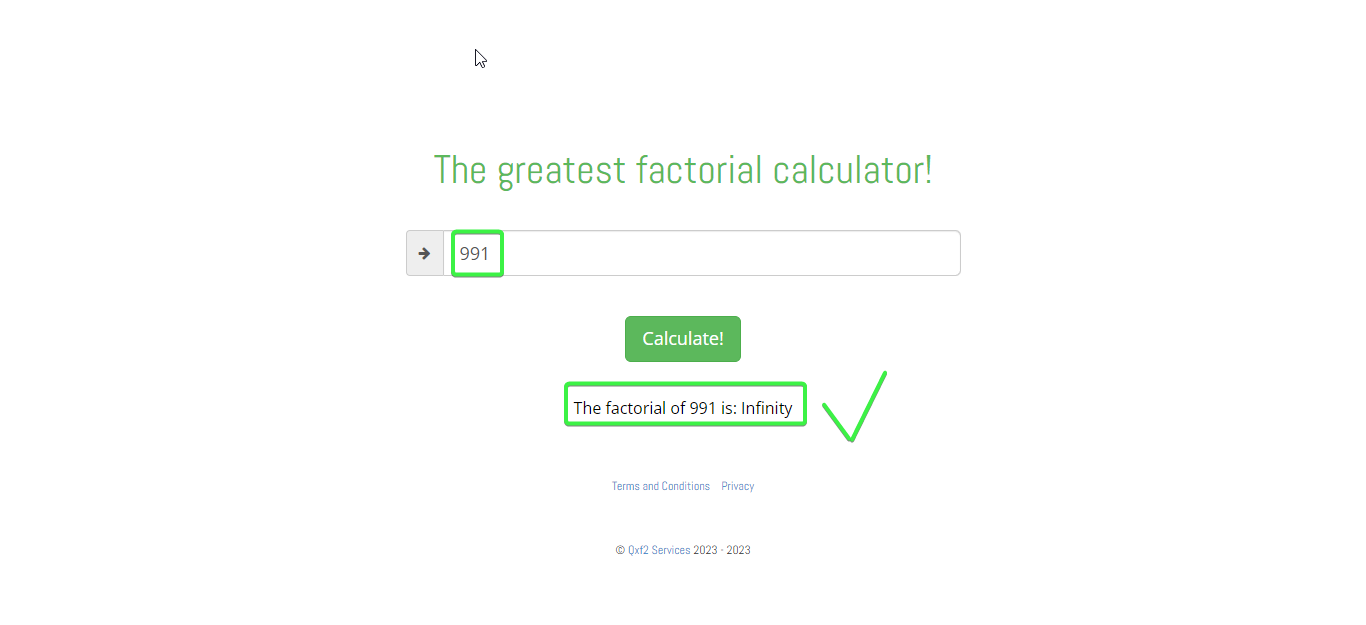 The greatest factorial calculator!
991
Calculate!
The factorial of 991 is: Infinity
Terms and Conditions Privacy
© Qxf2 Services 2023 - 2023